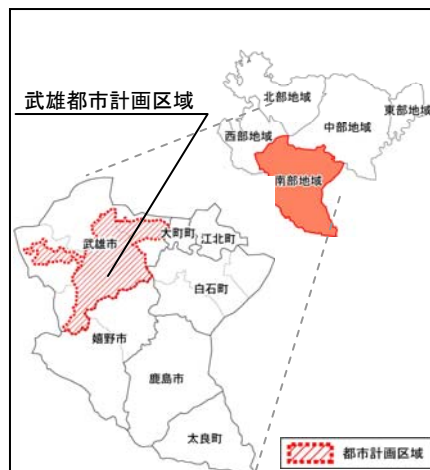 武雄都市計画区域
北部地域
東部地域
中部地域
西部地域
南部地域
武雄市
大町町
江北町
白石町
嬉野市
鹿島市
太良町
都市計画区域